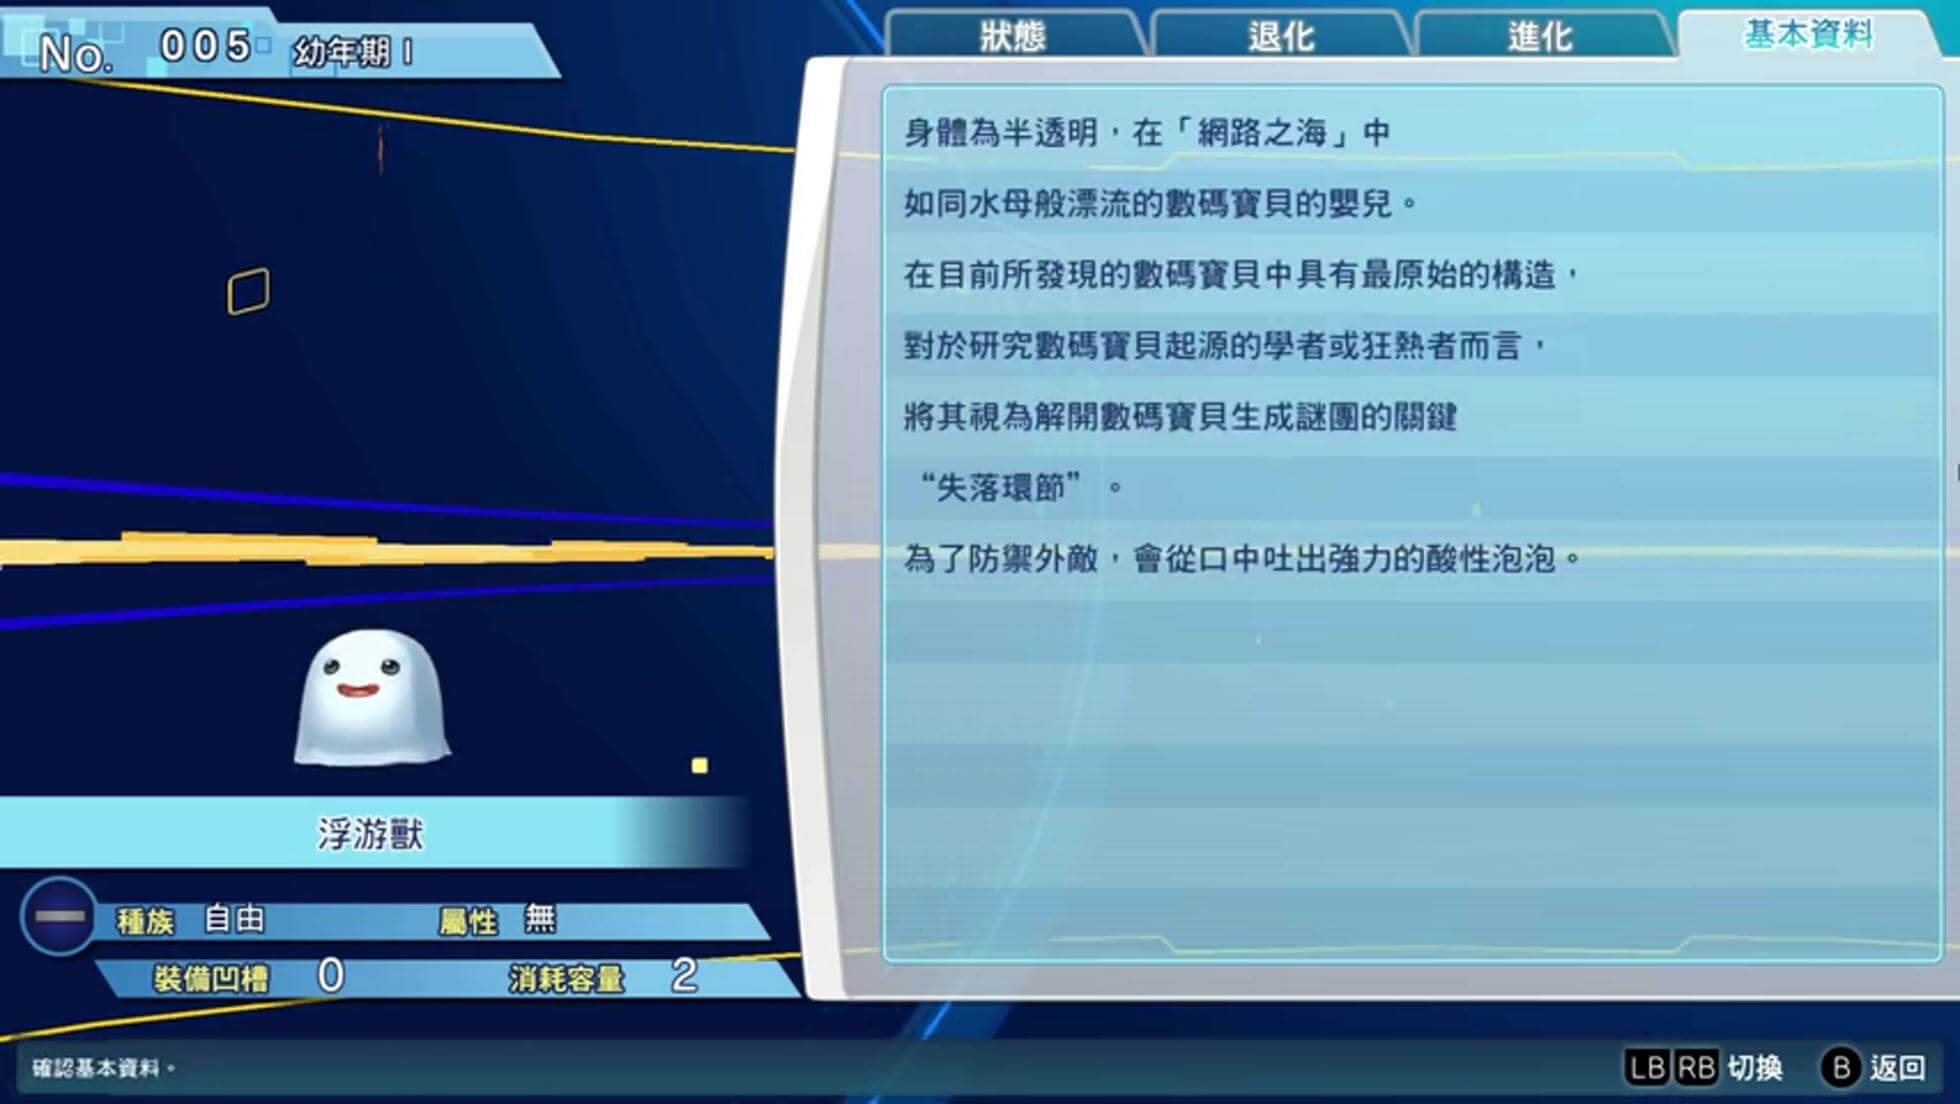 No. 005 幼年期 I
狀態 退化 進化 基本資料
身體為半透明，在「網路之海」中
如同水母般漂流的數碼寶貝的嬰兒。
在目前所發現的數碼寶貝中具有最原始的構造，
對於研究數碼寶貝起源的學者或狂熱者而言，
將其視為解開數碼寶貝生成謎團的關鍵
“失落環節”。
為了防禦外敵，會從口中吐出強力的酸性泡泡。
浮游獸
種族 自由 屬性 無
裝備凹槽 0 消耗容量 2
確認基本資料。
LB RB 切換 B 返回